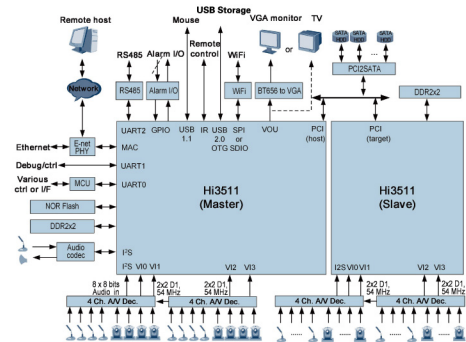 Remote host
Mouse
USB Storage
VGA monitor
TV
or
RS485
Alarm I/O
Remote control
WiFi
SATA HDD
SATA HDD
...
SATA HDD
PCI2SATA
Network
RS485
Alarm I/O
WiFi
BT656 to VGA
DDR2x2
Ethernet
E-net PHY
UART2
GPIO
USB 1.1
IR
USB 2.0 OTG
SPI or SDIO
VOU
PCI (host)
PCI (target)
MAC
Debug/ctrl
UART1
Various ctrl or I/F
MCU
UART0
Hi3511 (Master)
Hi3511 (Slave)
NOR Flash
DDR2x2
Audio codec
I²S
I²S
VI0
VI1
VI2
VI3
I2S
VI0
VI1
VI2
VI3
8 x 8 bits Audio in
2x2 D1, 54 MHz
2x2 D1, 54 MHz
2x2 D1, 54 MHz
2x2 D1, 54 MHz
4 Ch. A/V Dec.
4 Ch. A/V Dec.
4 Ch. A/V Dec.
4 Ch. A/V Dec.